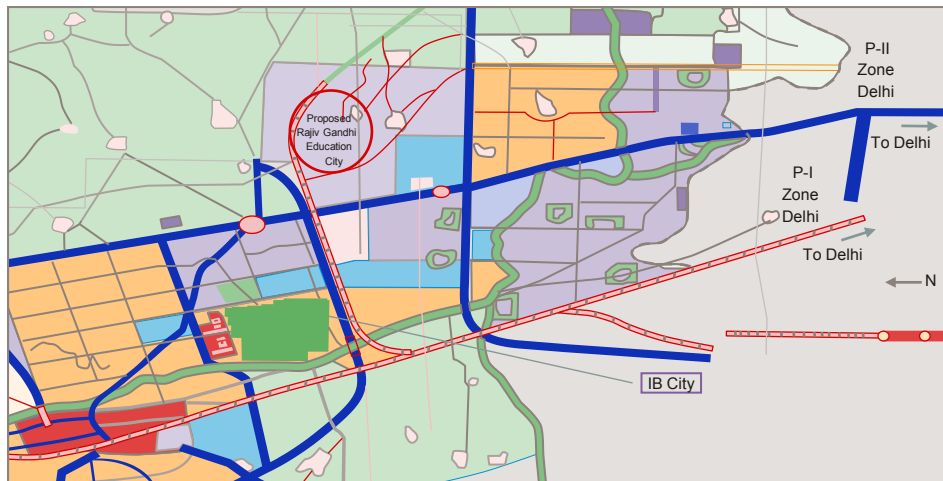 P-II
Zone
Delhi
Proposed
Rajiv Gandhi
Education
City
To Delhi
P-I
Zone
Delhi
To Delhi
N
IB City